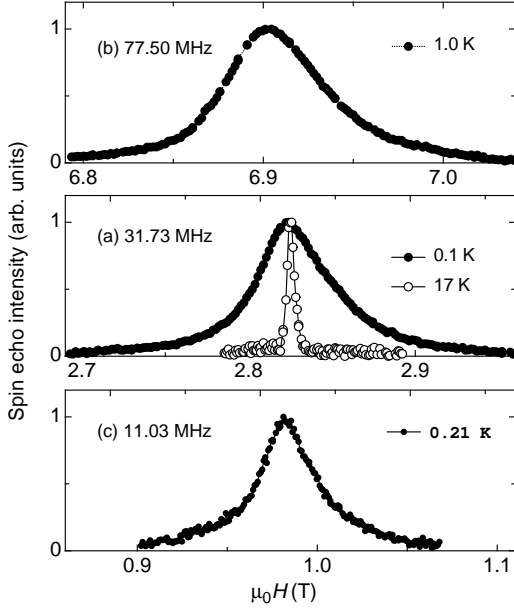 (b) 77.50 MHz
1.0 K
1
0
6.8 6.9 7.0
Spin echo intensity (arb. units)
(a) 31.73 MHz
0.1 K
17 K
1
0
2.7 2.8 2.9
(c) 11.03 MHz
0.21 K
1
0
0.9 1.0 1.1
μ0H (T)